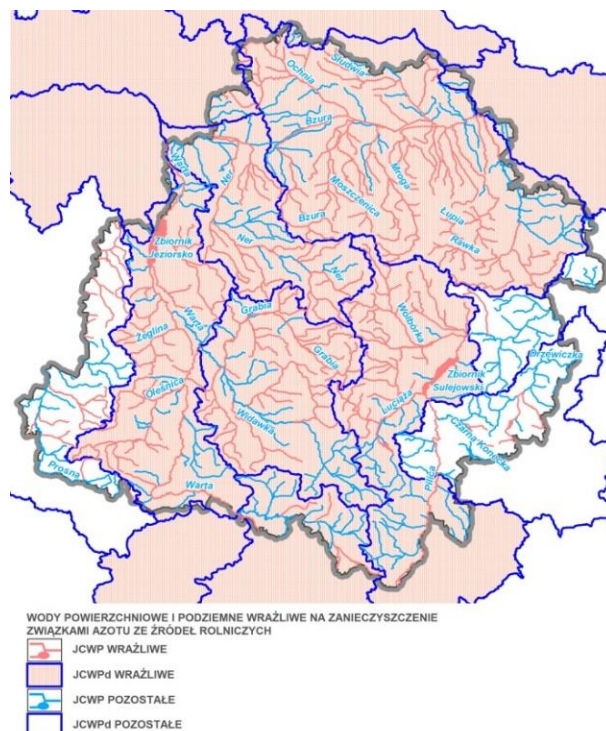 Słudwia
Ochnia
Bzura
Warta
Ner
Mroga
Moszczenica
Bzura
Łupia
Rawka
Ner
Zbiornik
Jeziorsko
Ner
Grabia
Wolbórka
Warta
Żeglina
Grabia
Drzewiczka
Zbiornik
Sulejowski
Oleśnica
Luciąża
Widawka
Czarna Konecka
Prosna
Pilica
Warta
WODY POWIERZCHNIOWE I PODZIEMNE WRAŻLIWE NA ZANIECZYSZCZENIE
ZWIĄZKAMI AZOTU ZE ŹRÓDEŁ ROLNICZYCH
JCWP WRAŻLIWE
JCWPd WRAŻLIWE
JCWP POZOSTAŁE
JCWPd POZOSTAŁE